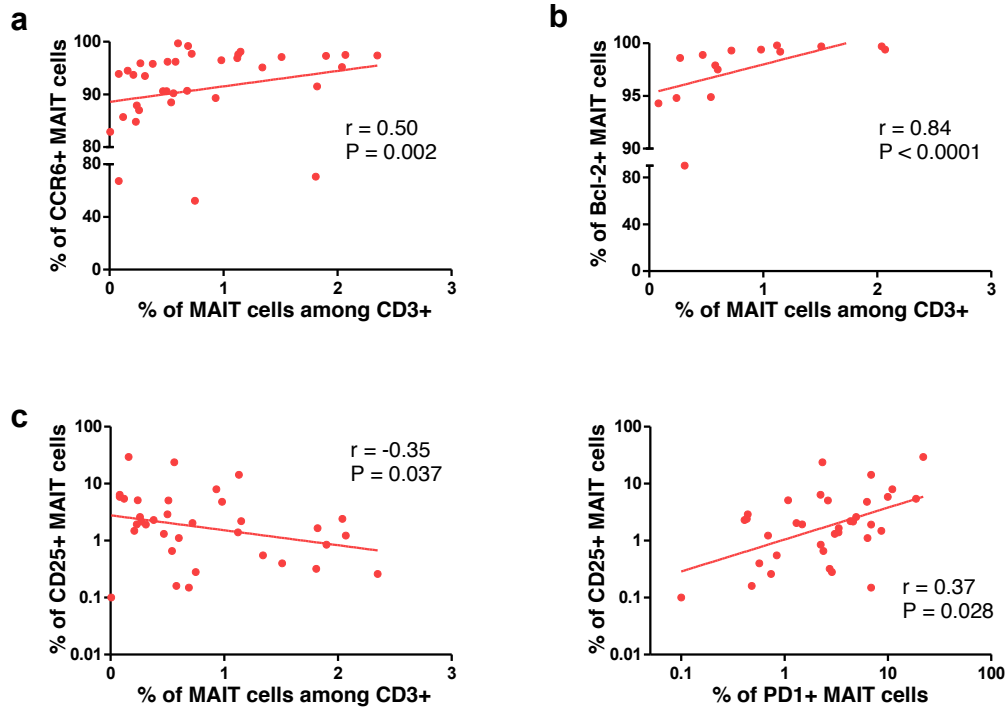 a
% of CCR6+ MAIT cells
100
90
80
80
40
0
0 1 2 3
% of MAIT cells among CD3+
r = 0.50
P = 0.002
b
% of Bcl-2+ MAIT cells
100
95
90
80
40
0
0 1 2 3
% of MAIT cells among CD3+
r = 0.84
P < 0.0001
c
% of CD25+ MAIT cells
100
10
1
0.1
0.01
0 1 2 3
% of MAIT cells among CD3+
r = -0.35
P = 0.037
% of CD25+ MAIT cells
100
10
1
0.1
0.01
0.1 1 10 100
% of PD1+ MAIT cells
r = 0.37
P = 0.028